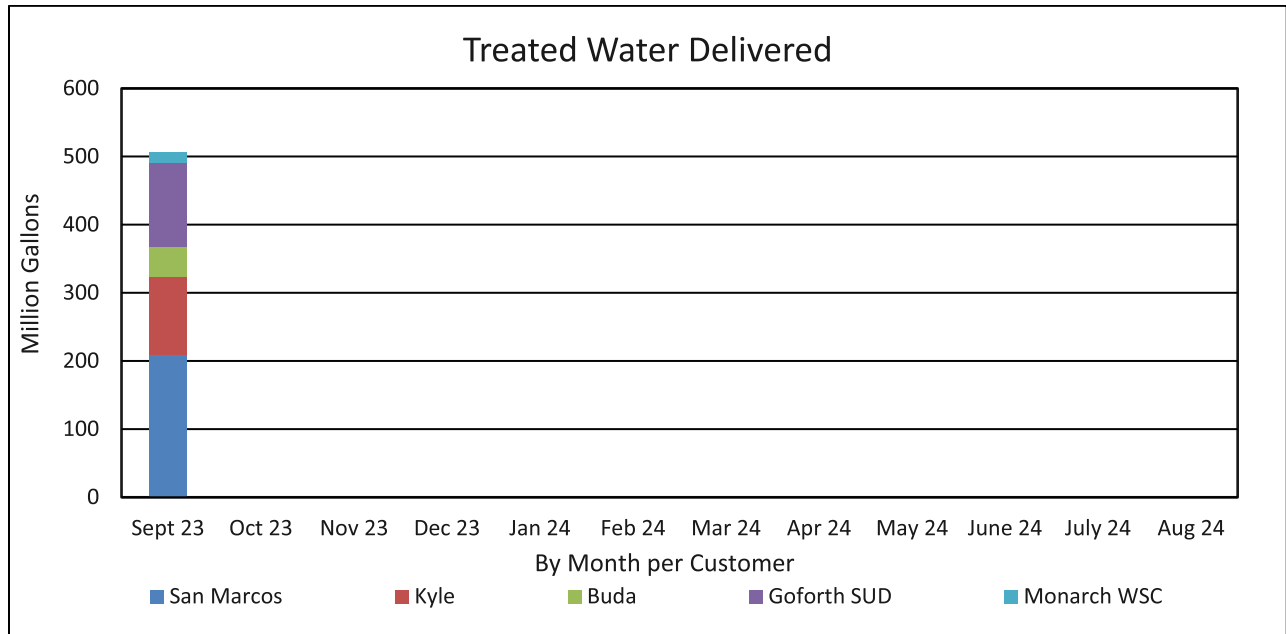 Treated Water Delivered
600
500
400
300
200
100
0
Million Gallons
Sept 23 Oct 23 Nov 23 Dec 23 Jan 24 Feb 24 Mar 24 Apr 24 May 24 June 24 July 24 Aug 24
By Month per Customer
San Marcos Kyle Buda Goforth SUD Monarch WSC